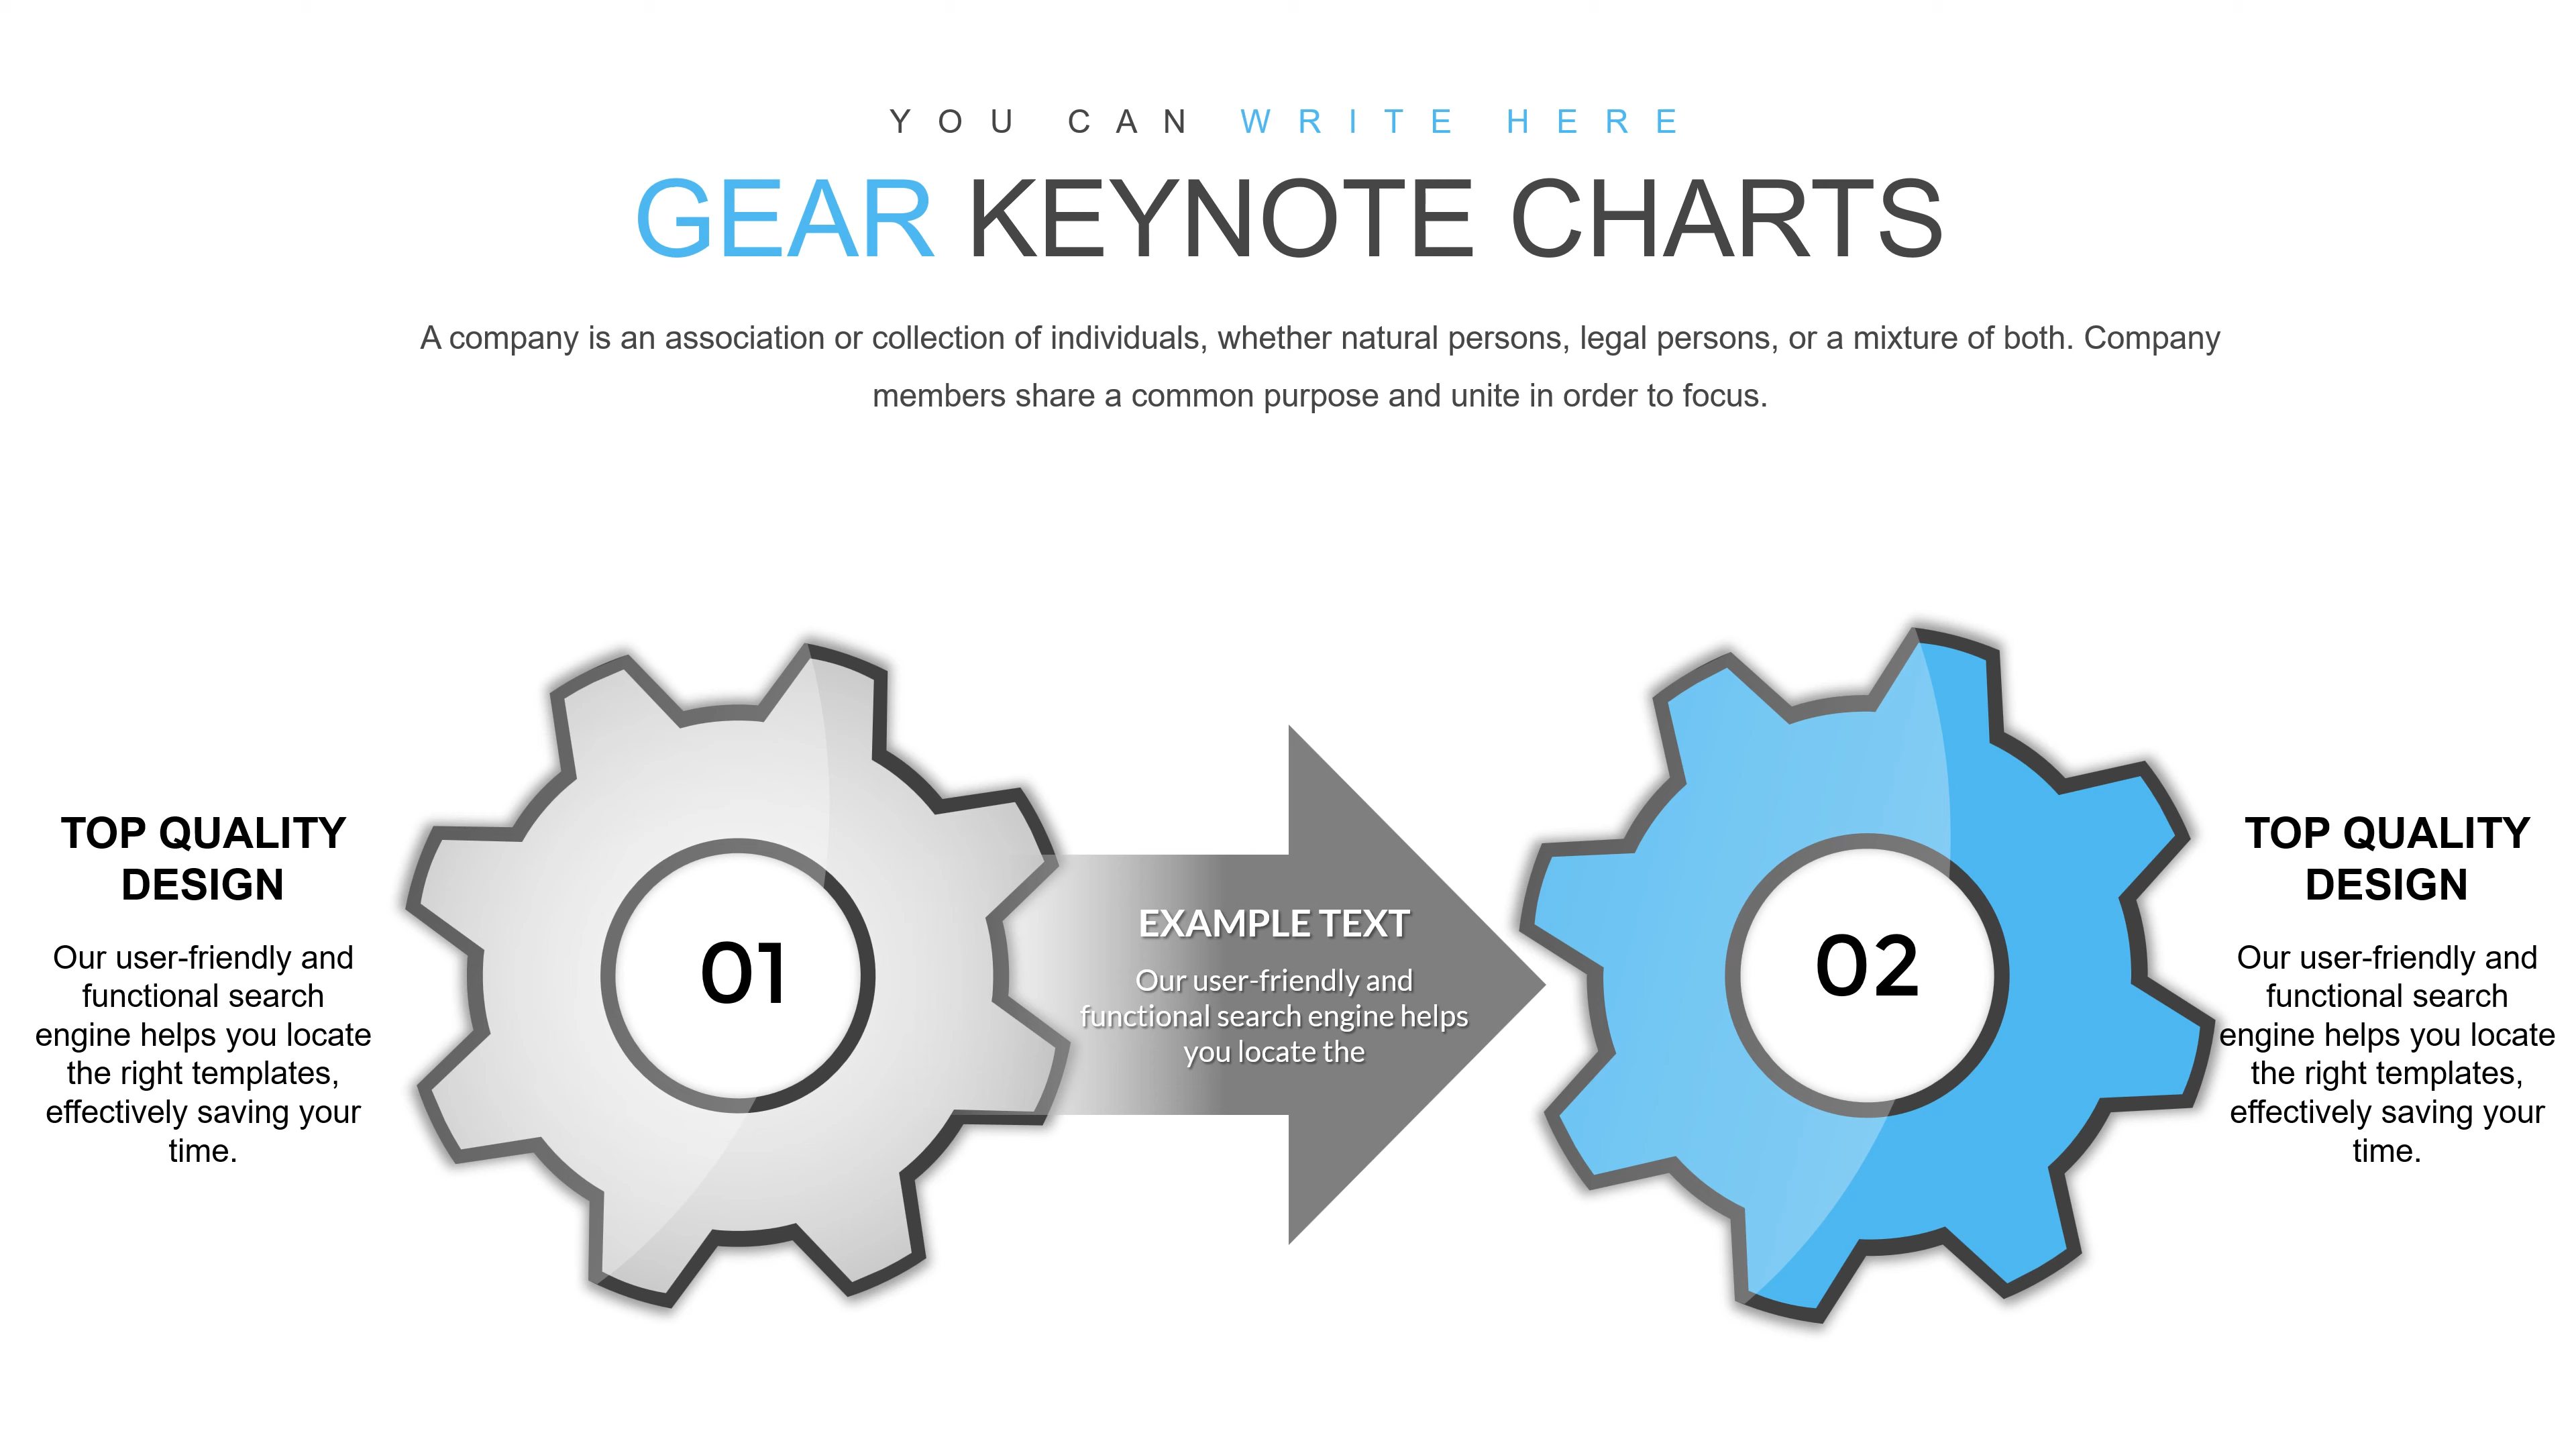 YOU CAN WRITE HERE
GEAR KEYNOTE CHARTS
A company is an association or collection of individuals, whether natural persons, legal persons, or a mixture of both. Company
members share a common purpose and unite in order to focus.
TOP QUALITY
DESIGN
Our user-friendly and
functional search
engine helps you locate
the right templates,
effectively saving your
time.
01
EXAMPLE TEXT
Our user-friendly and
functional search engine helps
you locate the
02
TOP QUALITY
DESIGN
Our user-friendly and
functional search
engine helps you locate
the right templates,
effectively saving your
time.